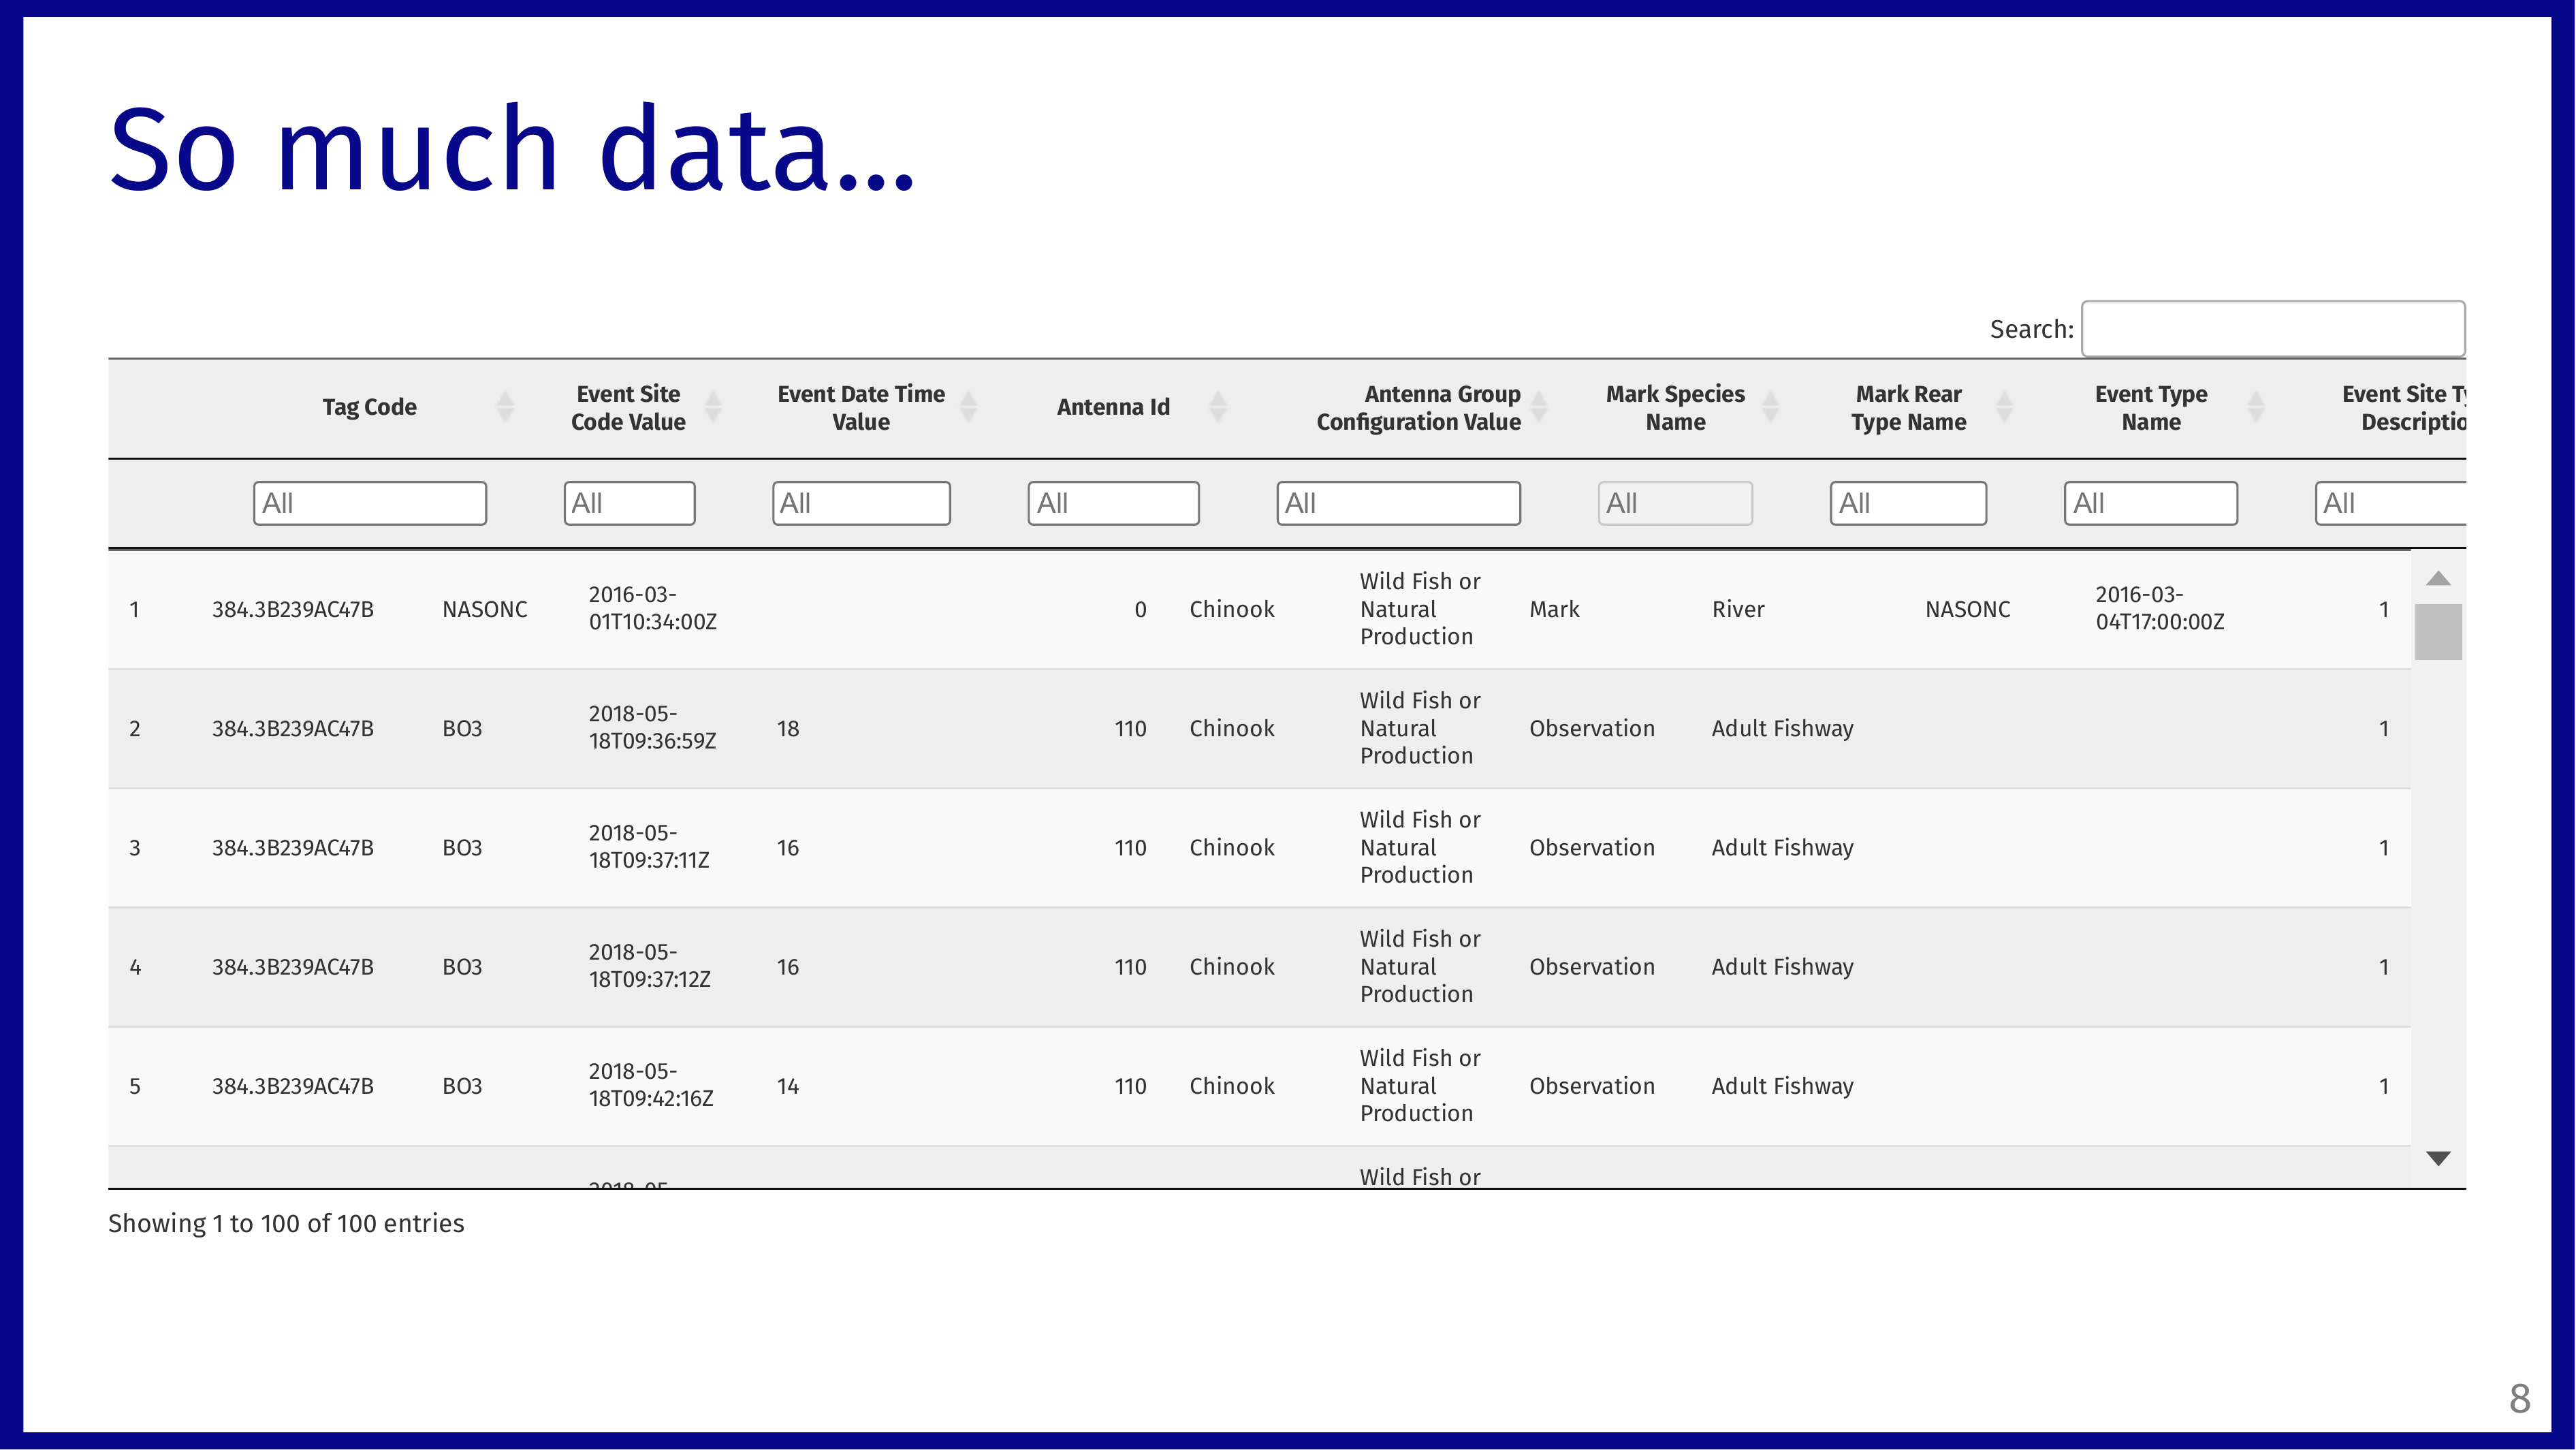 So much data...
Search:
Tag Code Event Site Code Value Event Date Time Value Antenna Id Antenna Group Configuration Value Mark Species Name Mark Rear Type Name Event Type Name Event Site
All All All All All All All All All
1 384.3B239AC47B NASONC 2016-03-01T10:34:00Z 0 Chinook Wild Fish or Natural Production Mark River NASONC 2016-03-04T17:00:00Z 1
2 384.3B239AC47B BO3 2018-05-18T09:36:59Z 18 110 Chinook Wild Fish or Natural Production Observation Adult Fishway 1
3 384.3B239AC47B BO3 2018-05-18T09:37:11Z 16 110 Chinook Wild Fish or Natural Production Observation Adult Fishway 1
4 384.3B239AC47B BO3 2018-05-18T09:37:12Z 16 110 Chinook Wild Fish or Natural Production Observation Adult Fishway 1
5 384.3B239AC47B BO3 2018-05-18T09:42:16Z 14 110 Chinook Wild Fish or Natural Production Observation Adult Fishway 1
Wild Fish or
Showing 1 to 100 of 100 entries
8